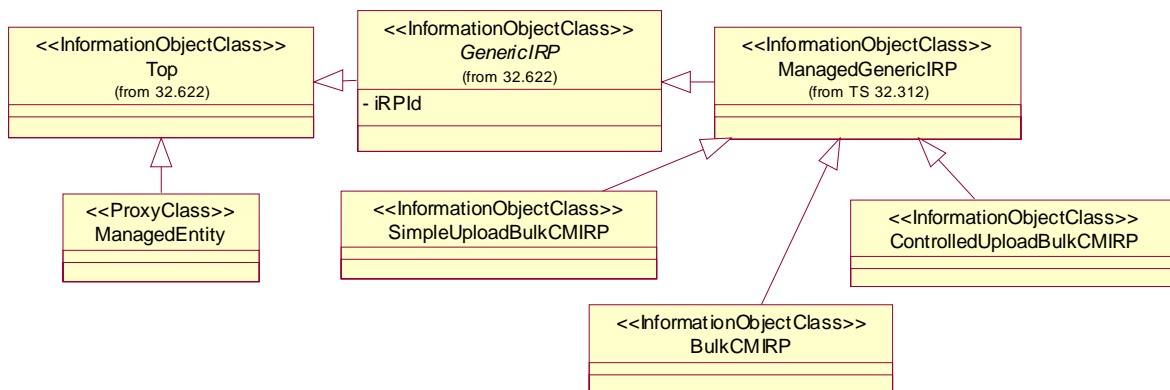 <<InformationObjectClass>>
Top
(from 32.622)
<<InformationObjectClass>>
GenericIRP
(from 32.622)
- iRPId
<<InformationObjectClass>>
ManagedGenericIRP
(from TS 32.312)
<<ProxyClass>>
ManagedEntity
<<InformationObjectClass>>
SimpleUploadBulkCMIRP
<<InformationObjectClass>>
ControlledUploadBulkCMIRP
<<InformationObjectClass>>
BulkCMIRP